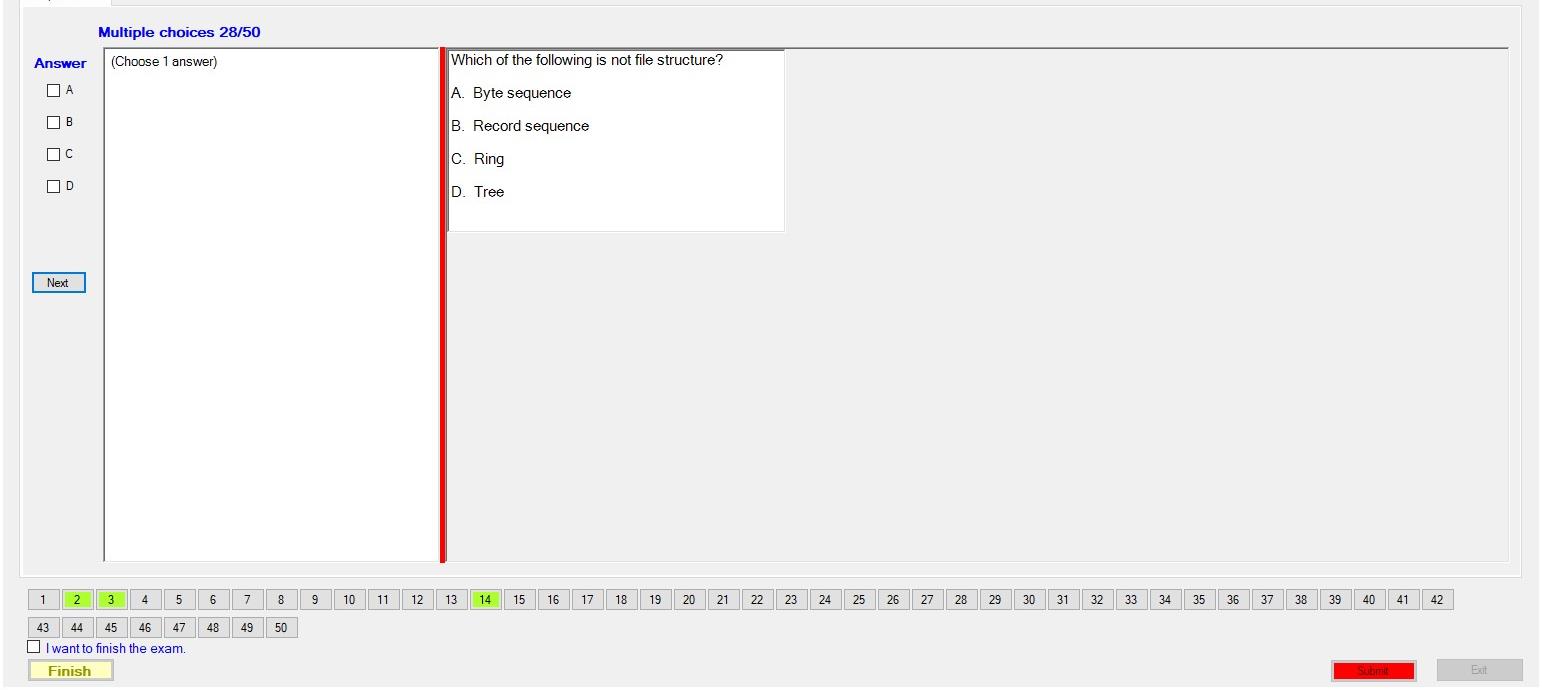 Multiple choices 28/50
Answer
(Choose 1 answer)
A
B
C
D
Next
Which of the following is not file structure?
A. Byte sequence
B. Record sequence
C. Ring
D. Tree
1 2 3 4 5 6 7 8 9 10 11 12 13 14 15 16 17 18 19 20 21 22 23 24 25 26 27 28 29 30 31 32 33 34 35 36 37 38 39 40 41 42
43 44 45 46 47 48 49 50
I want to finish the exam.
Finish
Submit
Exit